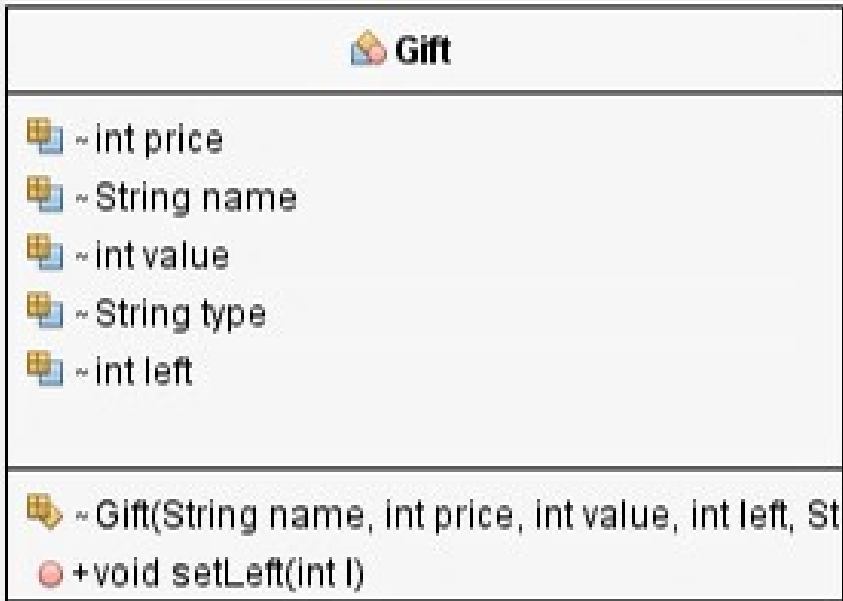 Gift
~ int price
~ String name
~ int value
~ String type
~ int left
~ Gift(String name, int price, int value, int left, St
+ void setLeft(int l)